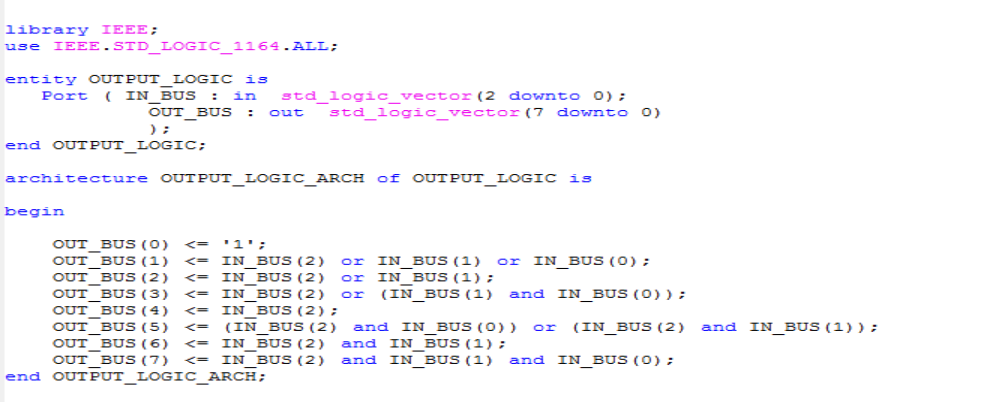 library IEEE;
use IEEE.STD_LOGIC_1164.ALL;
entity OUTPUT_LOGIC is
Port ( IN_BUS : in std_logic_vector(2 downto 0);
OUT_BUS : out std_logic_vector(7 downto 0)
);
end OUTPUT_LOGIC;
architecture OUTPUT_LOGIC_ARCH of OUTPUT_LOGIC is
begin
OUT_BUS(0) <= '1';
OUT_BUS(1) <= IN_BUS(2) or IN_BUS(1) or IN_BUS(0);
OUT_BUS(2) <= IN_BUS(2) or IN_BUS(1);
OUT_BUS(3) <= IN_BUS(2) or (IN_BUS(1) and IN_BUS(0));
OUT_BUS(4) <= IN_BUS(2);
OUT_BUS(5) <= (IN_BUS(2) and IN_BUS(0)) or (IN_BUS(2) and IN_BUS(1));
OUT_BUS(6) <= IN_BUS(2) and IN_BUS(1);
OUT_BUS(7) <= IN_BUS(2) and IN_BUS(1) and IN_BUS(0);
end OUTPUT_LOGIC_ARCH;